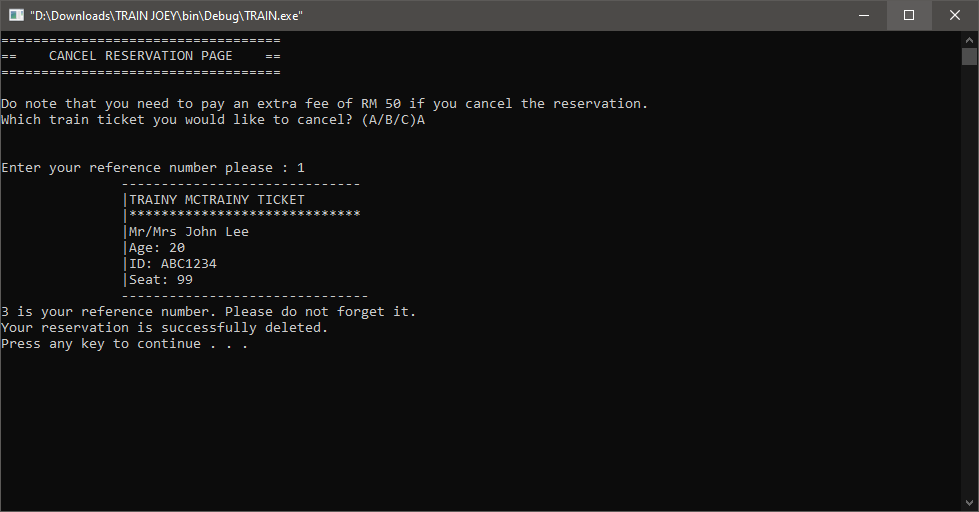 "D:\Downloads\TRAIN JOEY\bin\Debug\TRAIN.exe"
===================================
==    CANCEL RESERVATION PAGE    ==
===================================
Do note that you need to pay an extra fee of RM 50 if you cancel the reservation.
Which train ticket you would like to cancel? (A/B/C)A
Enter your reference number please : 1
------------------------------
|TRAINY MCTRAINY TICKET
|*****************************
|Mr/Mrs John Lee
|Age: 20
|ID: ABC1234
|Seat: 99
-------------------------------
3 is your reference number. Please do not forget it.
Your reservation is successfully deleted.
Press any key to continue . . .